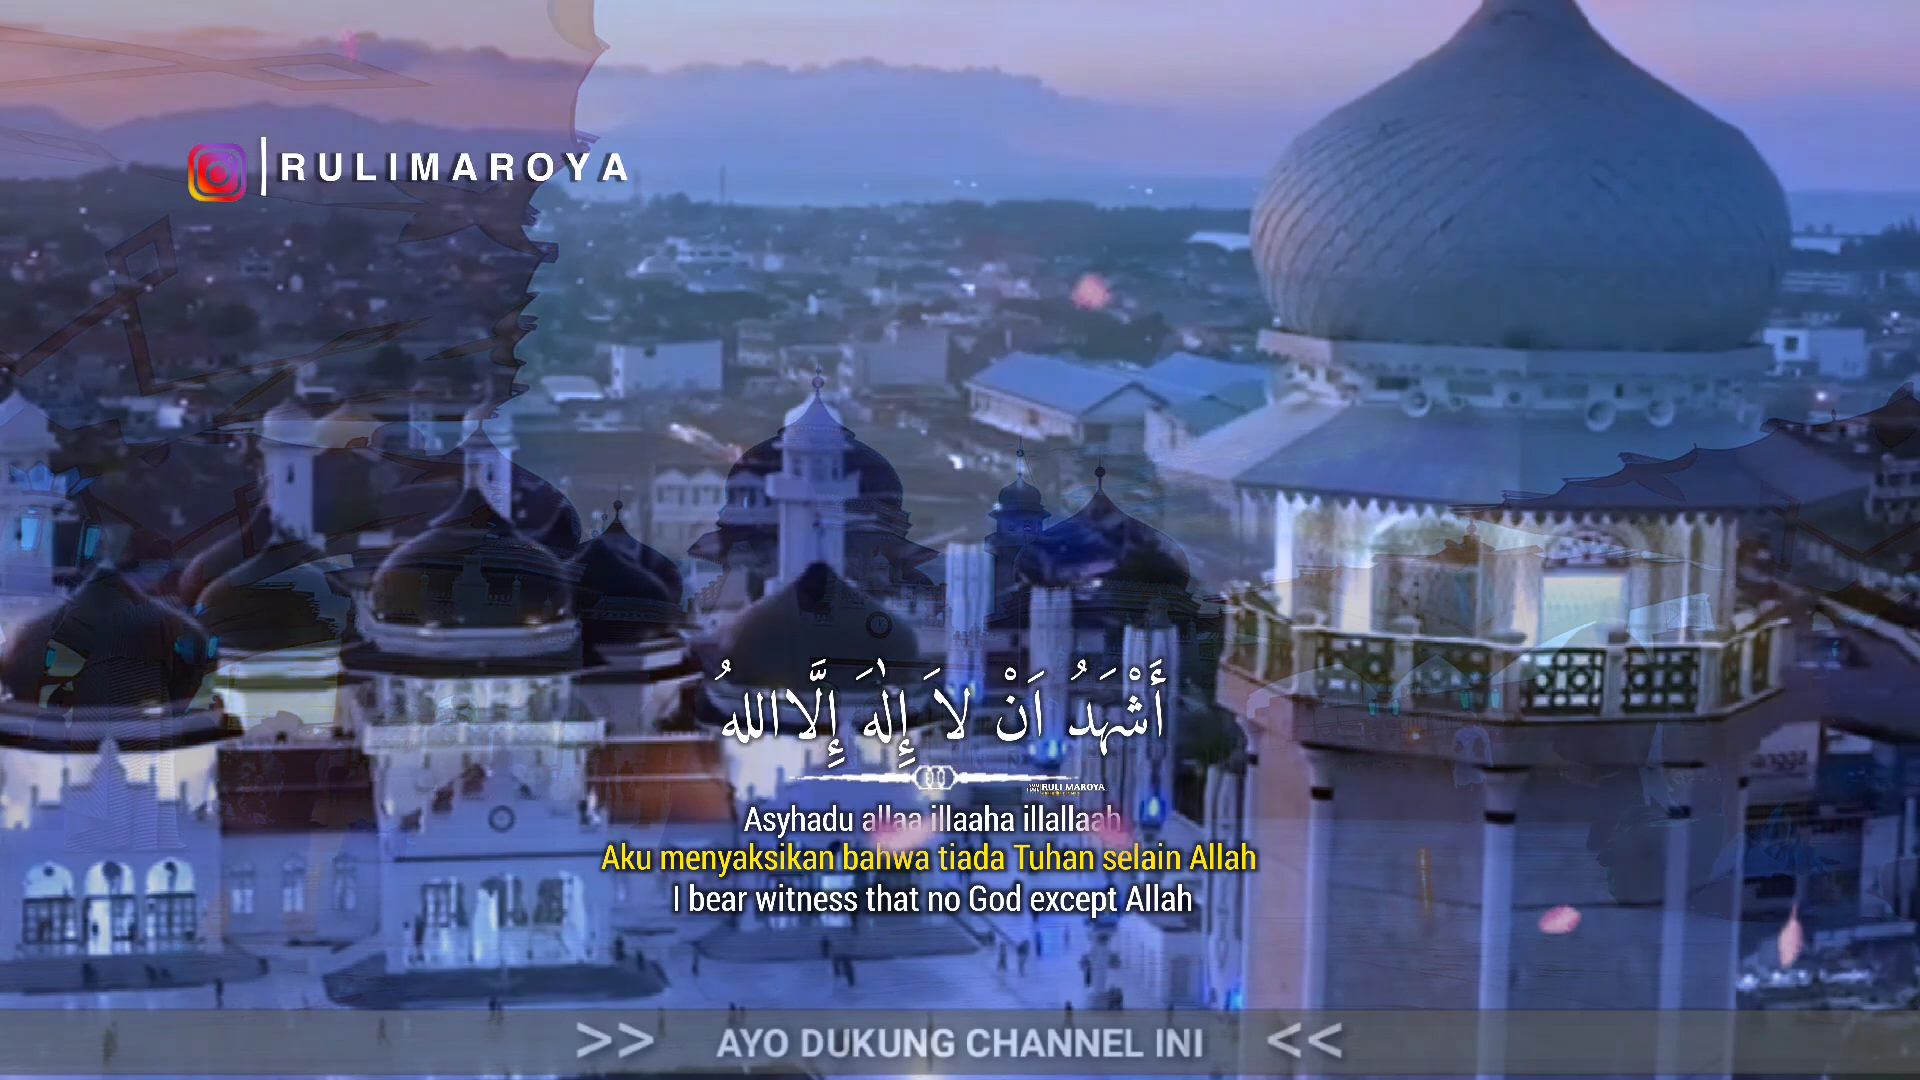 RULIMAROYA
أَشْهَدُ اَنْ لاَ إِلٰهَ إِلَّااللهُ
RULI MAROYA
Asyhadu allaa illaaha illallaah
Aku menyaksikan bahwa tiada Tuhan selain Allah
I bear witness that no God except Allah
>> AYO DUKUNG CHANNEL INI <<